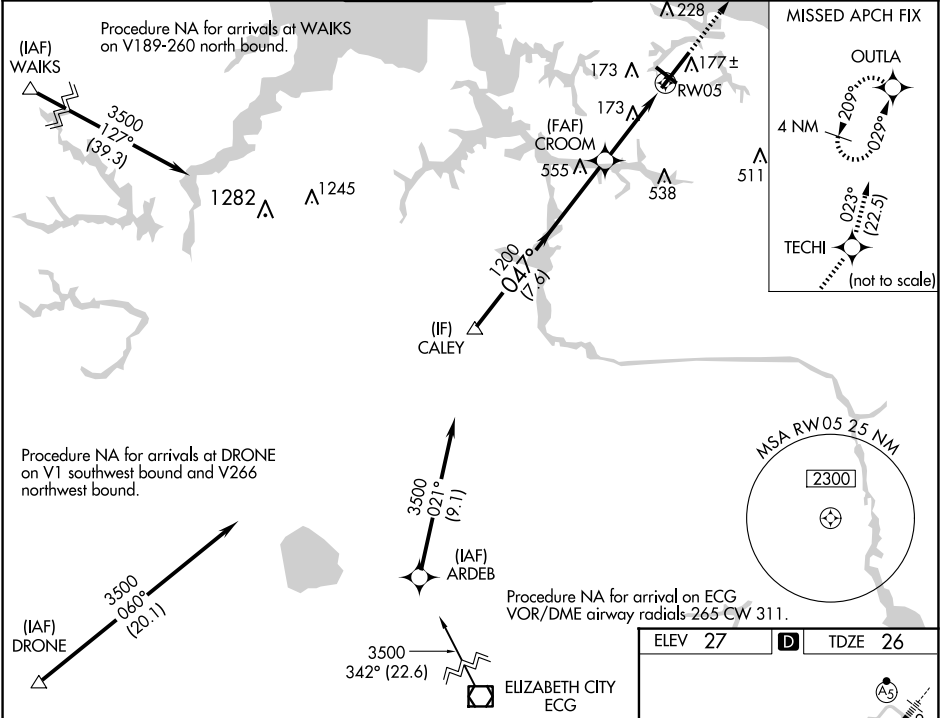 Procedure NA for arrivals at WAIKS
on V189-260 north bound.
(IAF)
WAIKS
3500
127°
(39.3)
1282
1245
228
173
177±
RW05
173
(FAF)
CROOM
555
538
511
1200
047°
(7.6)
(IF)
CALEY
MISSED APCH FIX
OUTLA
209°
029°
4 NM
023°
(22.5)
TECHI
(not to scale)
Procedure NA for arrivals at DRONE
on V1 southwest bound and V266
northwest bound.
3500
060°
(20.1)
(IAF)
DRONE
3500
021°
(9.1)
(IAF)
ARDEB
MSA RW05 25 NM
2300
Procedure NA for arrival on ECG
VOR/DME airway radials 265 CW 311.
3500
342° (22.6)
ELIZABETH CITY
ECG
ELEV 27
D
TDZE 26
A5